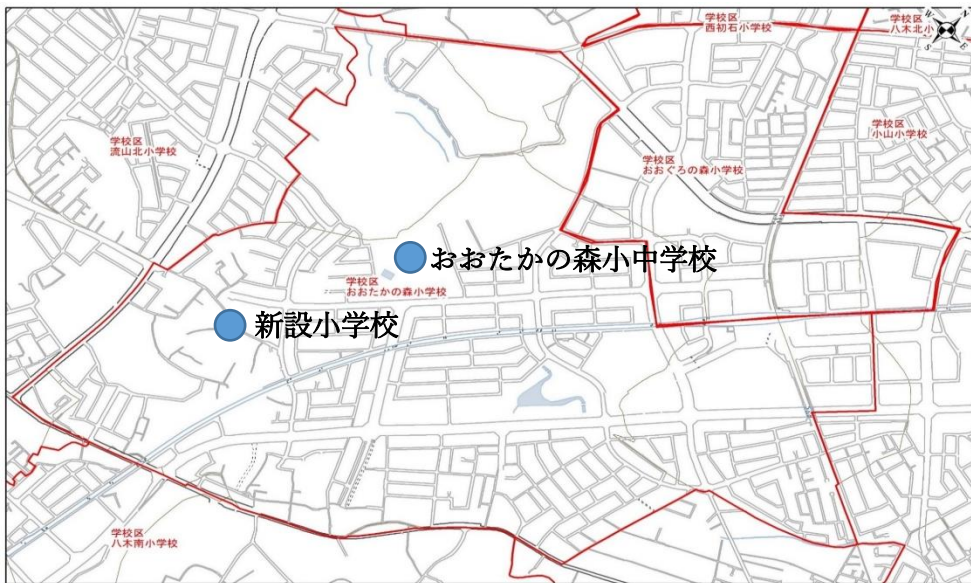 学校区
西初石小学校
学校区
八木北小
N
W
S
E
学校区
流山北小学校
学校区
小山小学校
学校区
おおぐろの森小学校
おおたかの森小中学校
学校区
おおたかの森小学校
新設小学校
学校区
八木南小学校